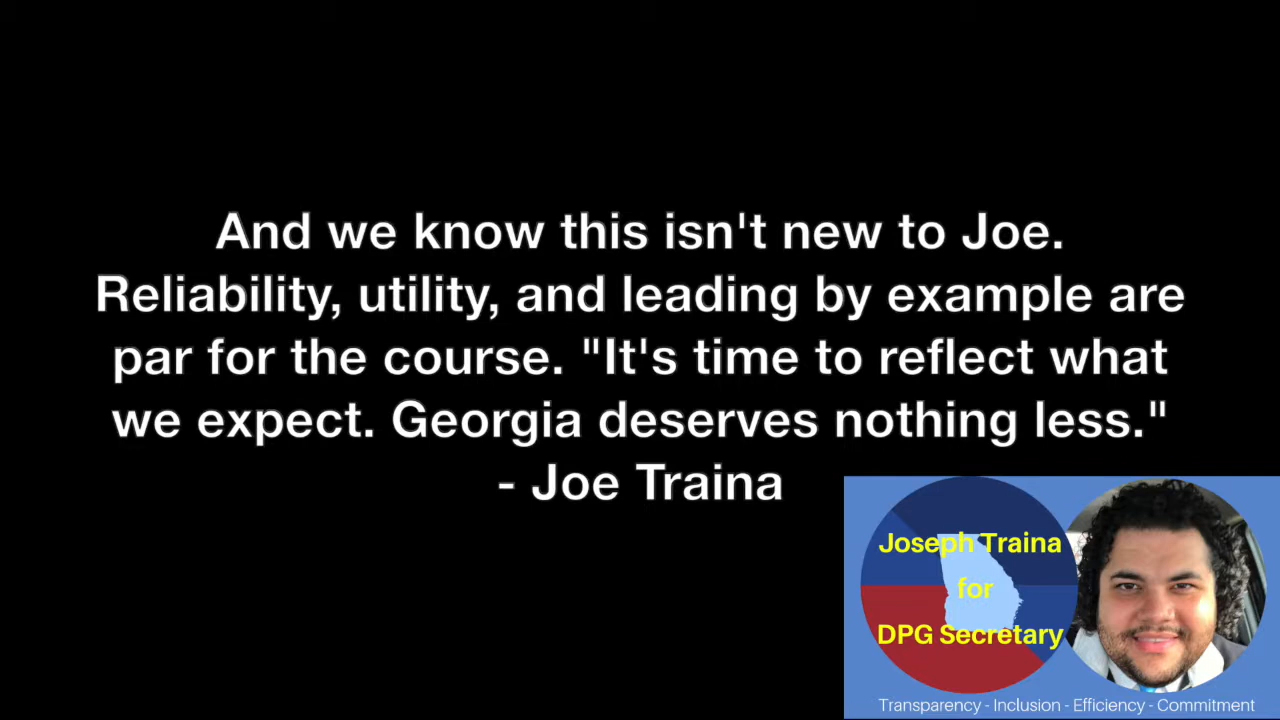 And we know this isn't new to Joe.
Reliability, utility, and leading by example are
par for the course. "It's time to reflect what
we expect. Georgia deserves nothing less."
- Joe Traina
Joseph Traina
for
DPG Secretary
Transparency - Inclusion - Efficiency - Commitment